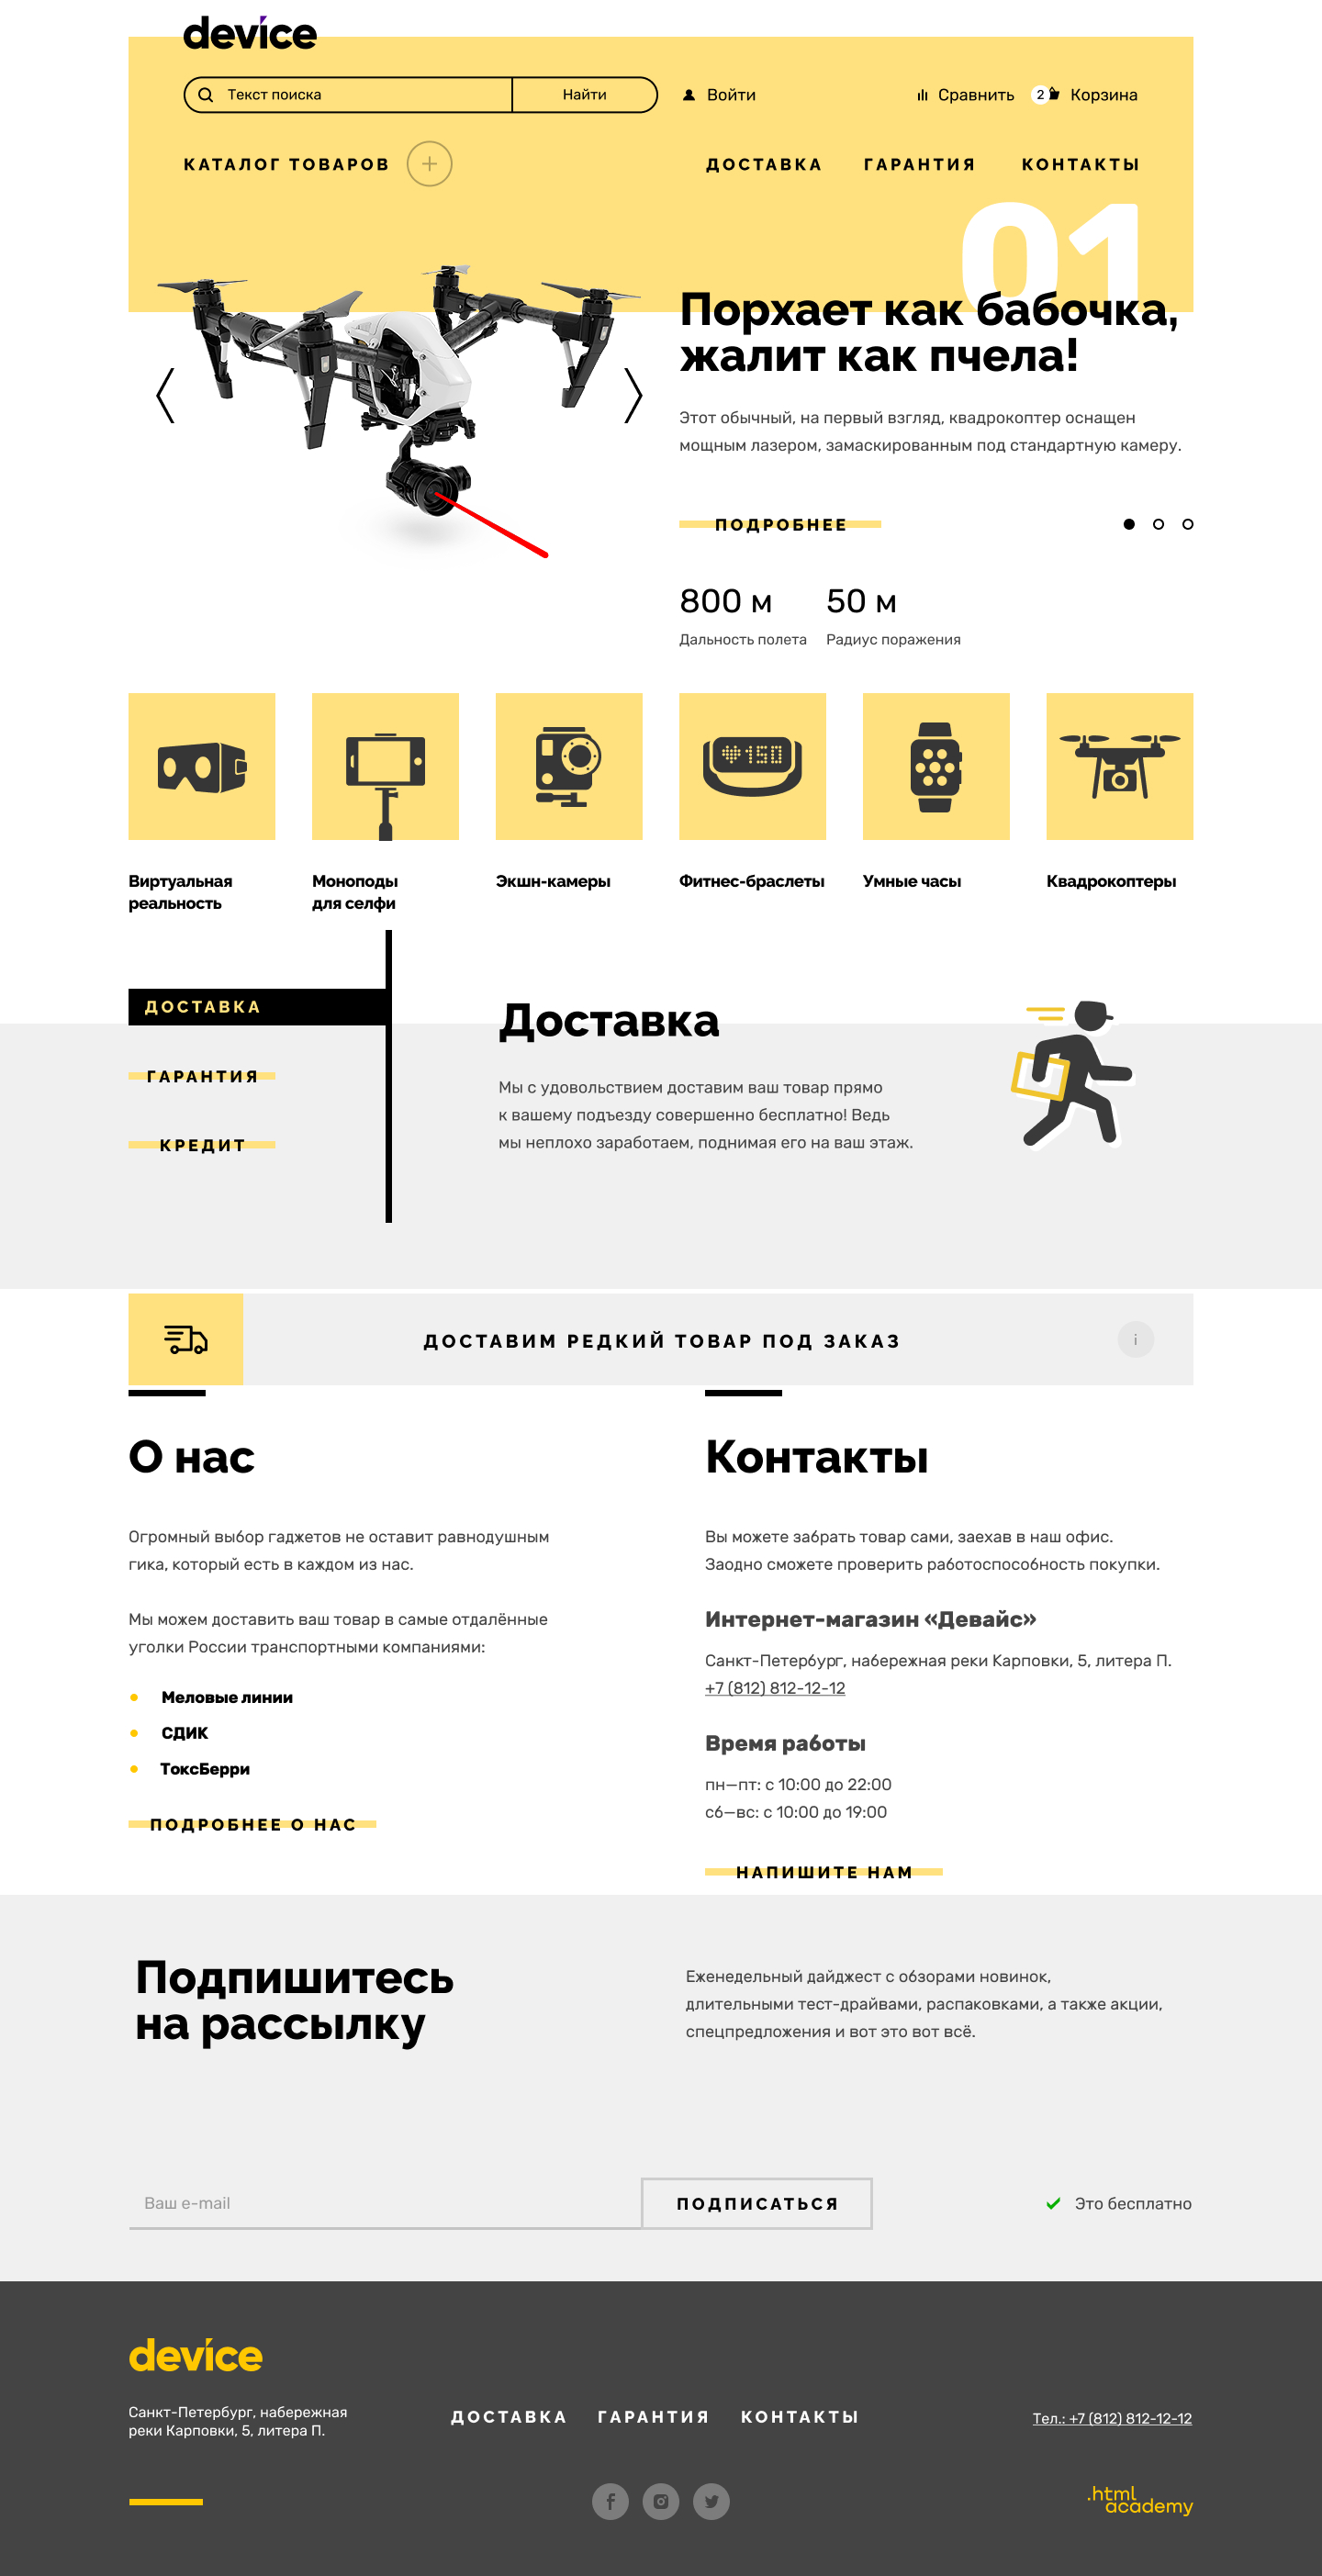 device
Текст поиска
Найти
Войти
Сравнить
2
Корзина
КАТАЛОГ ТОВАРОВ
ДОСТАВКА
ГАРАНТИЯ
КОНТАКТЫ
01
Порхает как бабочка,
жалит как пчела!
Этот обычный, на первый взгляд, квадрокоптер оснащен
мощным лазером, замаскированным под стандартную камеру.
ПОДРОБНЕЕ
800 м
50 м
Дальность полета
Радиус поражения
150
Виртуальная
реальность
Моноподы
для селфи
Экшн-камеры
Фитнес-браслеты
Умные часы
Квадрокоптеры
ДОСТАВКА
ГАРАНТИЯ
КРЕДИТ
Доставка
Мы с удовольствием доставим ваш товар прямо
к вашему подъезду совершенно бесплатно! Ведь
мы неплохо заработаем, поднимая его на ваш этаж.
ДОСТАВИМ РЕДКИЙ ТОВАР ПОД ЗАКАЗ
i
О нас
Огромный выбор гаджетов не оставит равнодушным
гика, который есть в каждом из нас.
Мы можем доставить ваш товар в самые отдалённые
уголки России транспортными компаниями:
Меловые линии
СДИК
ТоксБерри
ПОДРОБНЕЕ О НАС
Контакты
Вы можете забрать товар сами, заехав в наш офис.
Заодно сможете проверить работоспособность покупки.
Интернет-магазин «Девайс»
Санкт-Петербург, набережная реки Карповки, 5, литера П.
+7 (812) 812-12-12
Время работы
пн—пт: с 10:00 до 22:00
сб—вс: с 10:00 до 19:00
НАПИШИТЕ НАМ
Подпишитесь
на рассылку
Еженедельный дайджест с обзорами новинок,
длительными тест-драйвами, распаковками, а также акции,
спецпредложения и вот это вот всё.
Ваш e-mail
ПОДПИСАТЬСЯ
Это бесплатно
device
Санкт-Петербург, набережная
реки Карповки, 5, литера П.
ДОСТАВКА
ГАРАНТИЯ
КОНТАКТЫ
Тел.: +7 (812) 812-12-12
.html
academy